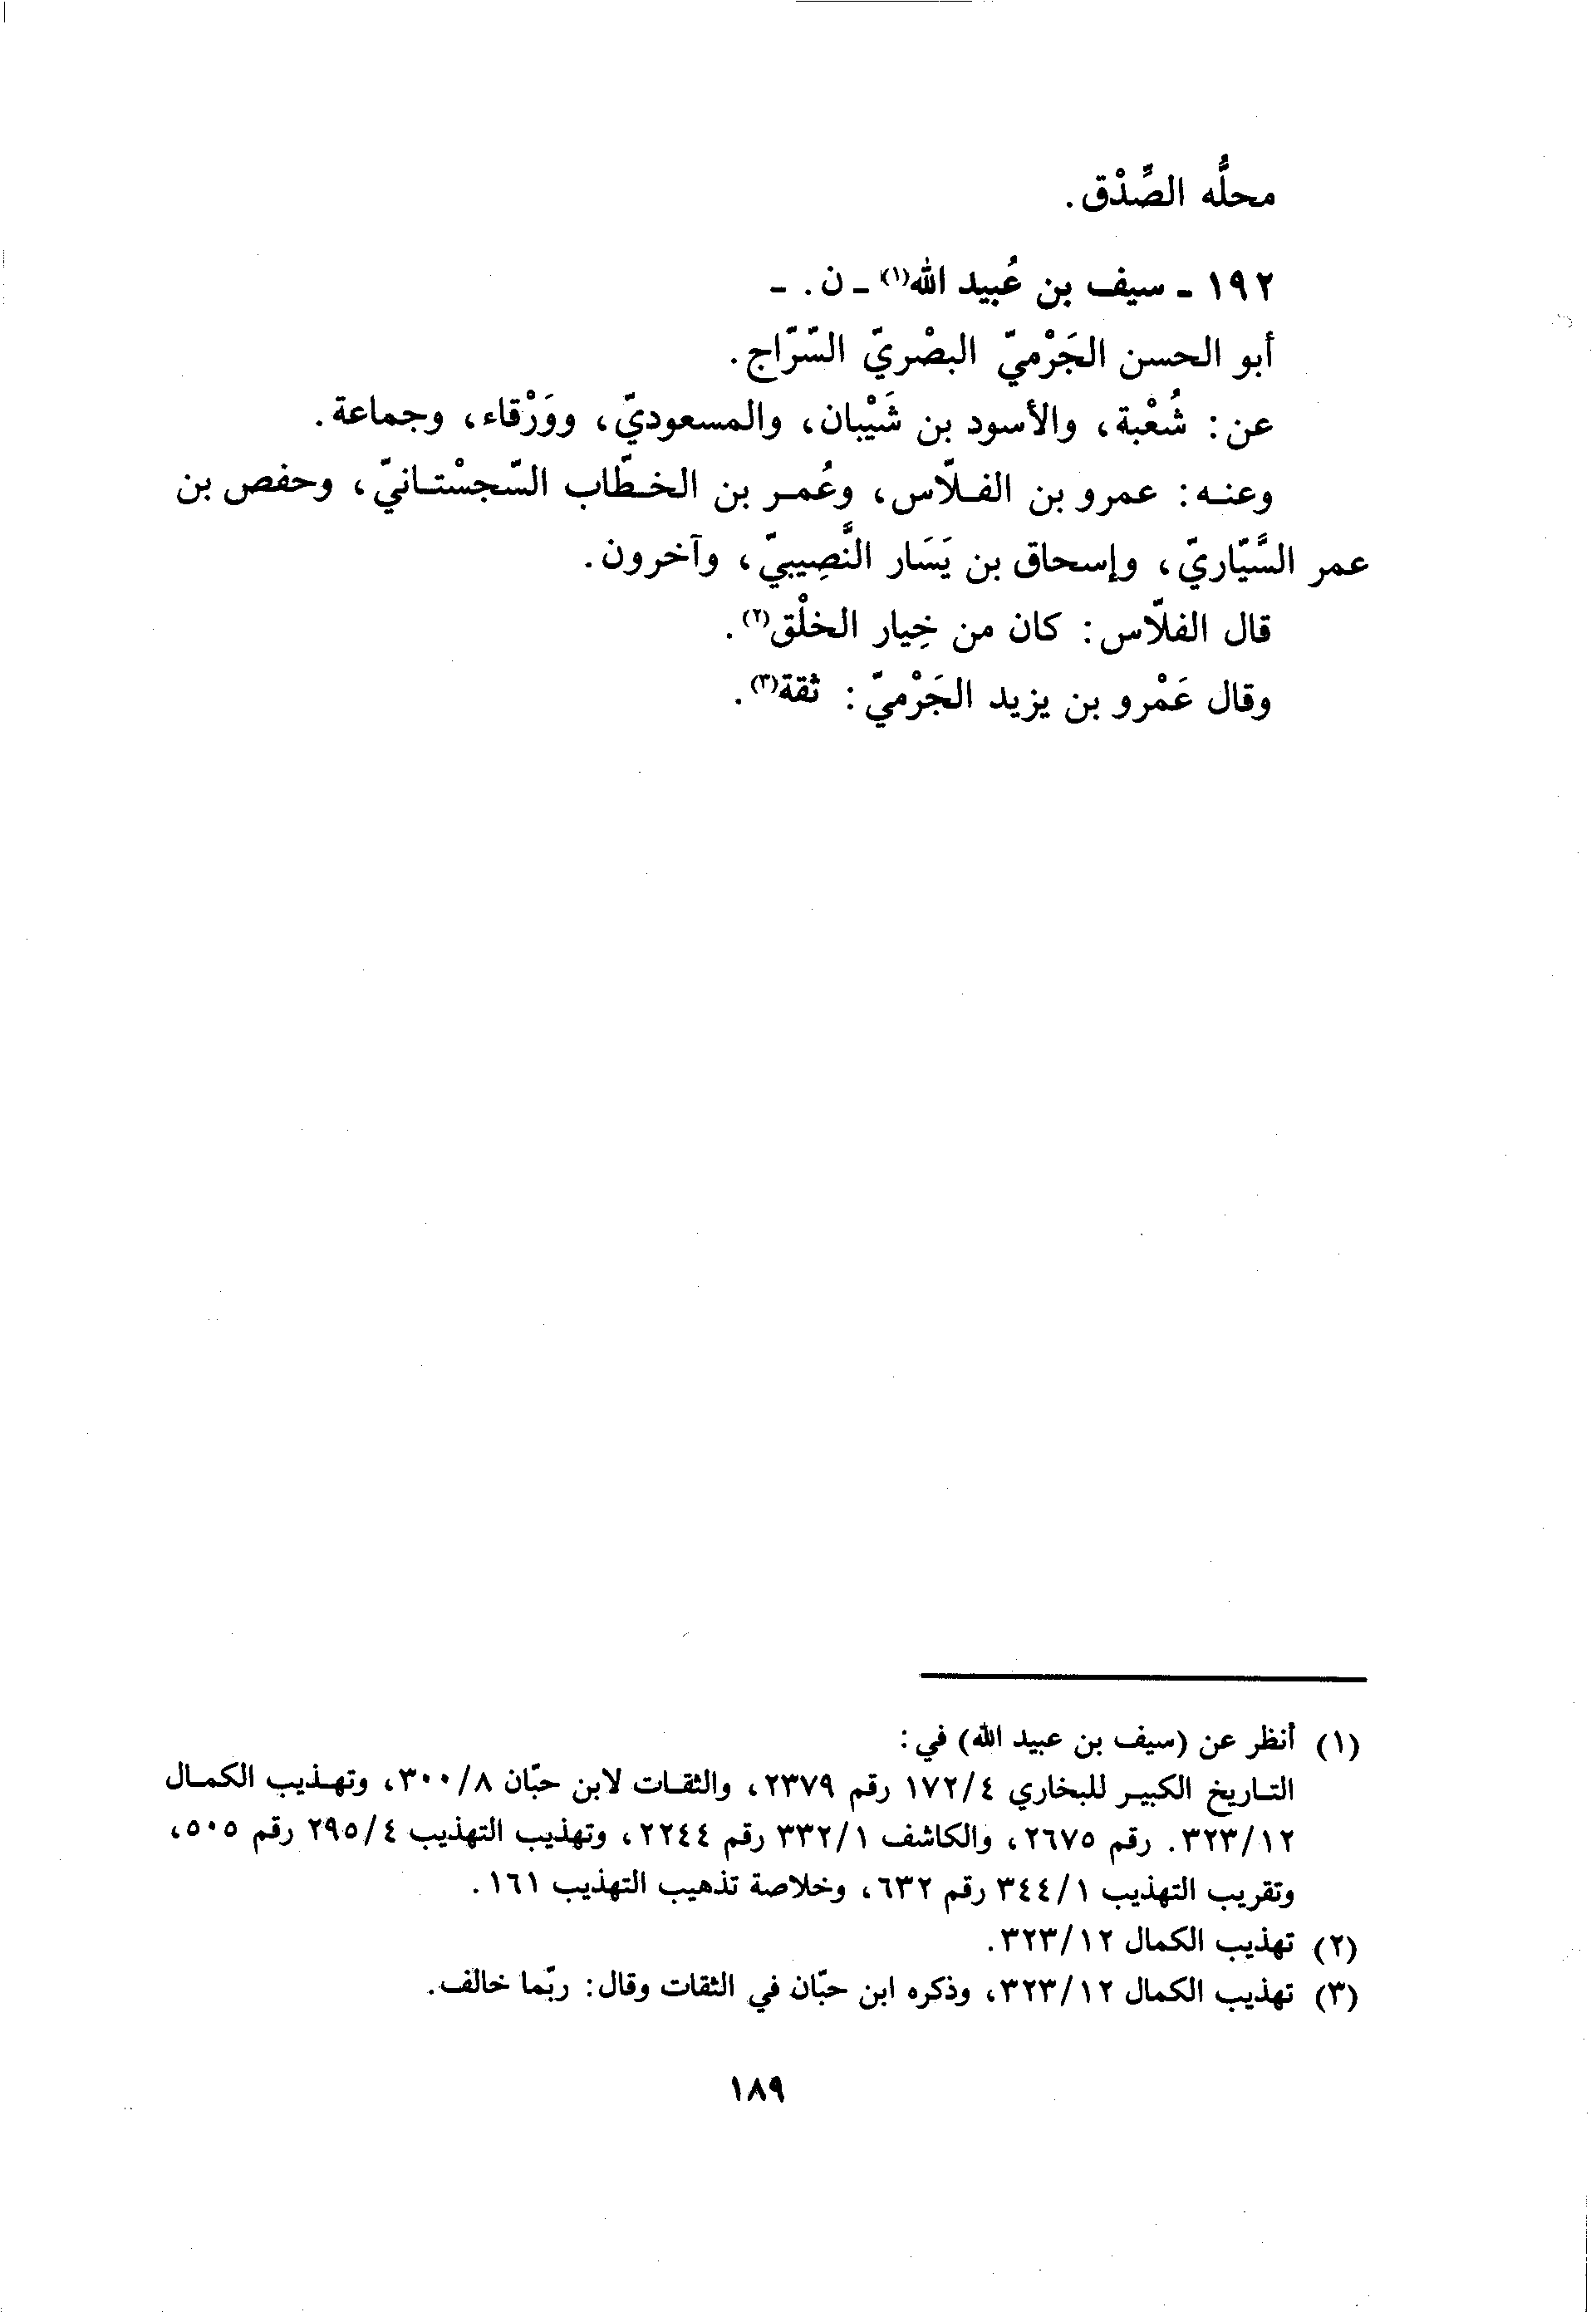 محلُّه الصِّدْق.
١٩٢ - سيف بن عُبيد الله(١) - ن. -
أبو الحسن الجَرْميّ البصْريّ السّرّاج.
عن: شُعْبة، والأسود بن شَيْبان، والمسعوديّ، ووَرْقاء، وجماعة.
وعنه: عمرو بن الفلّاس، وعُمر بن الخطّاب السّجسْتانيّ، وحفص بن
عمر السَّيّاريّ، وإسحاق بن يَسَار النَّصِيبيّ، وآخرون.
قال الفلّاس: كان من خِيار الخلْق(٢).
وقال عَمْرو بن يزيد الجَرْميّ: ثقة(٣).
(١) أنظر عن (سيف بن عبيد الله) في:
التاريخ الكبير للبخاري ٤/١٧٢ رقم ٢٣٧٩، والثقات لابن حبّان ٨/٣٠٠، وتهذيب الكمال
١٢/٣٢٣. رقم ٢٦٧٥، والكاشف ١/٣٣٢ رقم ٢٢٤٤، وتهذيب التهذيب ٤/٢٩٥ رقم ٥٠٥،
وتقريب التهذيب ١/٣٤٤ رقم ٦٣٢، وخلاصة تذهيب التهذيب ١٦١.
(٢) تهذيب الكمال ١٢/٣٢٣.
(٣) تهذيب الكمال ١٢/٣٢٣، وذكره ابن حبّان في الثقات وقال: ربّما خالف.
١٨٩